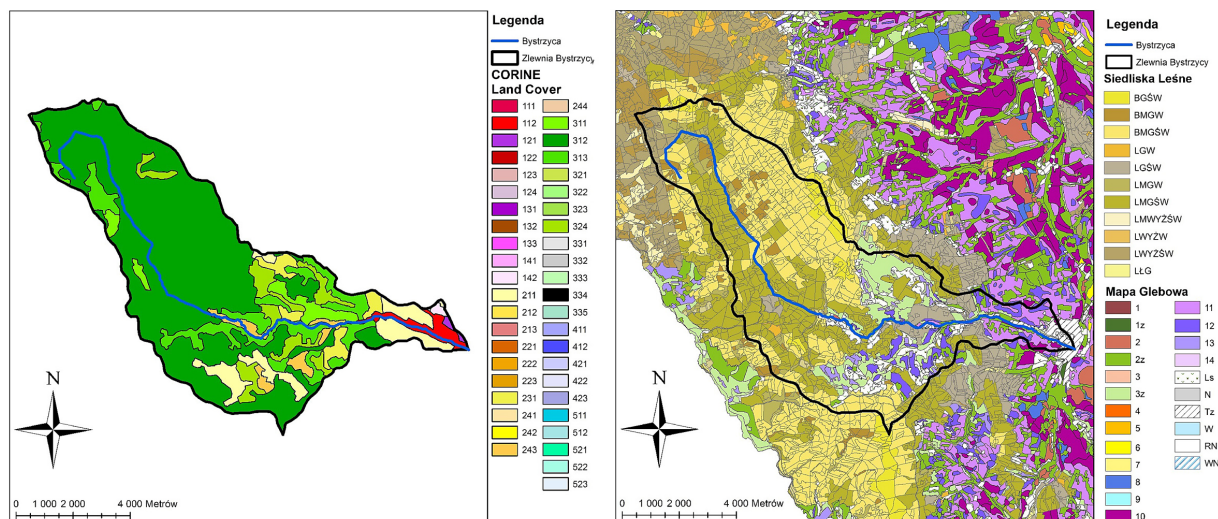 Legenda
Bystrzyca
Zlewnia Bystrzycy
CORINE
Land Cover
111 244
112 311
121 312
122 313
123 321
124 322
131 323
132 324
133 331
141 332
142 333
211 334
212 335
213 411
221 412
222 421
223 422
231 423
241 511
242 512
243 521
522
523
N
0 1 000 2 000 4 000 Metrów
Legenda
Bystrzyca
Zlewnia Bystrzycy
Siedliska Leśne
BGŚW
BMGW
BMGŚW
LGW
LGŚW
LMGW
LMGŚW
LMWYŻŚW
LWYŻW
LWYŻŚW
LŁG
Mapa Glebowa
1 11
1z 12
2 13
2z 14
3 Ls
3z N
4 Tz
5 W
6 RN
7 WN
8
9
10
N
0 1 000 2 000 4 000 Metrów